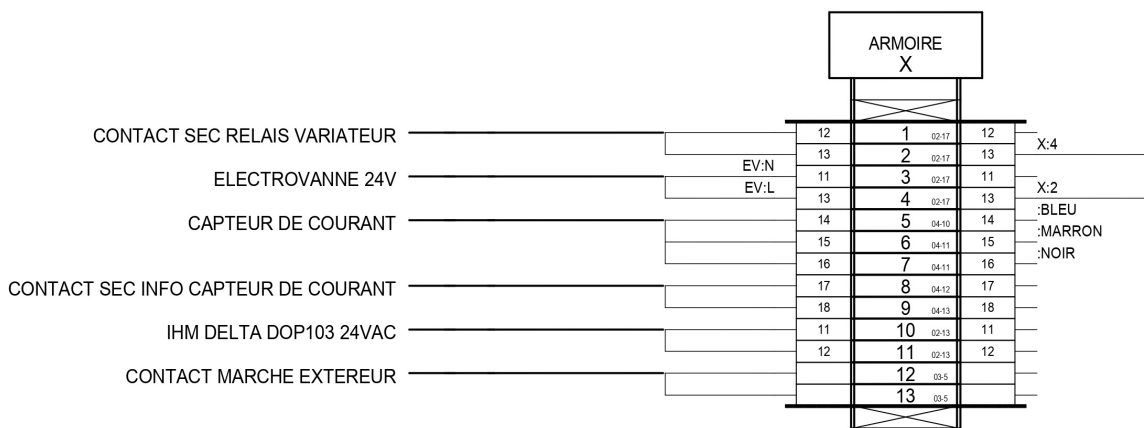 ARMOIRE
X
CONTACT SEC RELAIS VARIATEUR 12 1 02-17 12
X:4
13 2 02-17 13
EV:N
ELECTROVANNE 24V 11 3 02-17 11
EV:L X:2
13 4 02-17 13
CAPTEUR DE COURANT 14 5 04-10 14 :BLEU
15 6 04-11 15 :MARRON
16 7 04-11 16 :NOIR
CONTACT SEC INFO CAPTEUR DE COURANT 17 8 04-12 17
18 9 04-13 18
IHM DELTA DOP103 24VAC 11 10 02-13 11
12 11 02-13 12
CONTACT MARCHE EXTEREUR 12 03-5
13 03-5